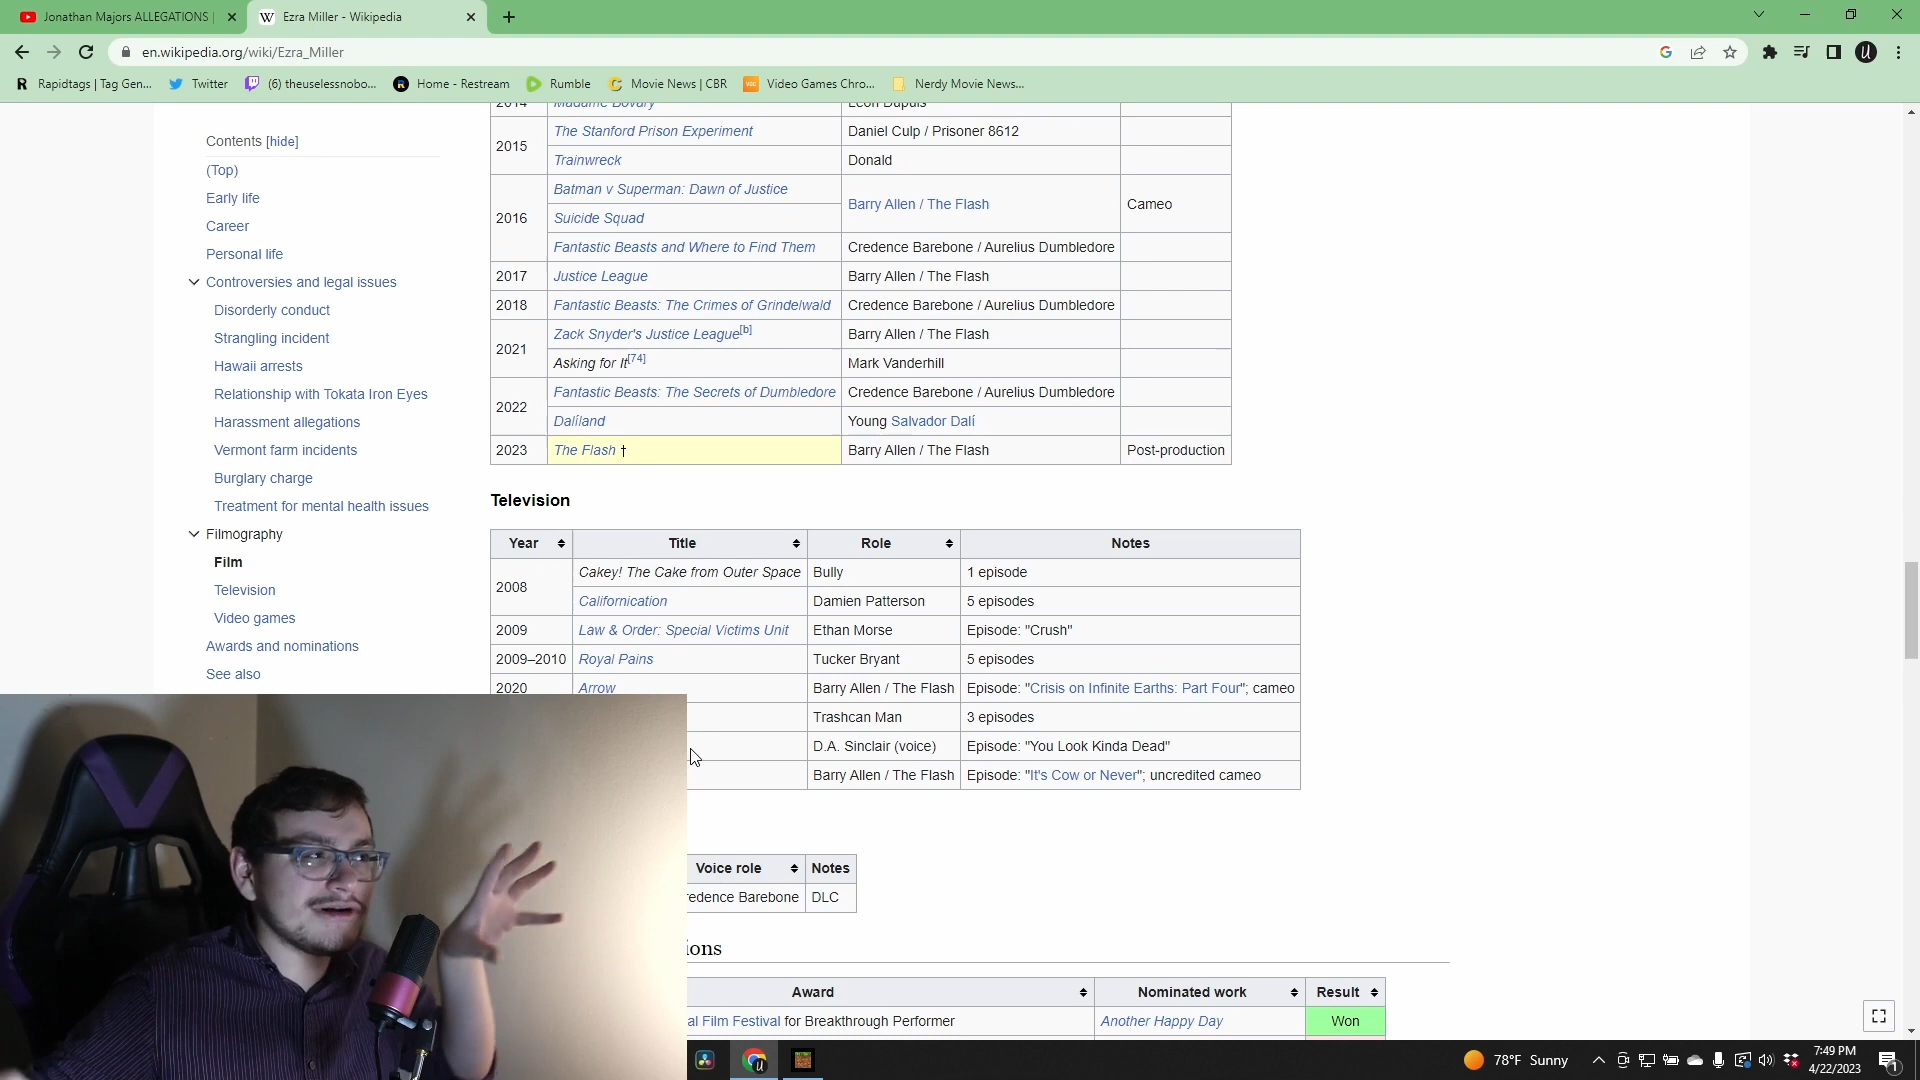 Jonathan Majors ALLEGATIONS |
Ezra Miller - Wikipedia
en.wikipedia.org/wiki/Ezra_Miller
Rapidtags | Tag Gen...
Twitter
(6) theuselessnobo...
Home - Restream
Rumble
Movie News | CBR
Video Games Chro...
Nerdy Movie News...
Contents [hide]
(Top)
Early life
Career
Personal life
Controversies and legal issues
Disorderly conduct
Strangling incident
Hawaii arrests
Relationship with Tokata Iron Eyes
Harassment allegations
Vermont farm incidents
Burglary charge
Treatment for mental health issues
Filmography
Film
Television
Video games
Awards and nominations
See also
2014 Madame Bovary Léon Dupuis
2015 The Stanford Prison Experiment Daniel Culp / Prisoner 8612
Trainwreck Donald
2016 Batman v Superman: Dawn of Justice Barry Allen / The Flash Cameo
Suicide Squad
Fantastic Beasts and Where to Find Them Credence Barebone / Aurelius Dumbledore
2017 Justice League Barry Allen / The Flash
2018 Fantastic Beasts: The Crimes of Grindelwald Credence Barebone / Aurelius Dumbledore
2021 Zack Snyder's Justice League[b] Barry Allen / The Flash
Asking for It[74] Mark Vanderhill
2022 Fantastic Beasts: The Secrets of Dumbledore Credence Barebone / Aurelius Dumbledore
Dalíland Young Salvador Dalí
2023 The Flash † Barry Allen / The Flash Post-production
Television
Year Title Role Notes
2008 Cakey! The Cake from Outer Space Bully 1 episode
Californication Damien Patterson 5 episodes
2009 Law & Order: Special Victims Unit Ethan Morse Episode: "Crush"
2009–2010 Royal Pains Tucker Bryant 5 episodes
2020 Arrow Barry Allen / The Flash Episode: "Crisis on Infinite Earths: Part Four"; cameo
Trashcan Man 3 episodes
D.A. Sinclair (voice) Episode: "You Look Kinda Dead"
Barry Allen / The Flash Episode: "It's Cow or Never"; uncredited cameo
Voice role Notes
redence Barebone DLC
ions
Award Nominated work Result
al Film Festival for Breakthrough Performer Another Happy Day Won
78°F Sunny
7:49 PM
4/22/2023